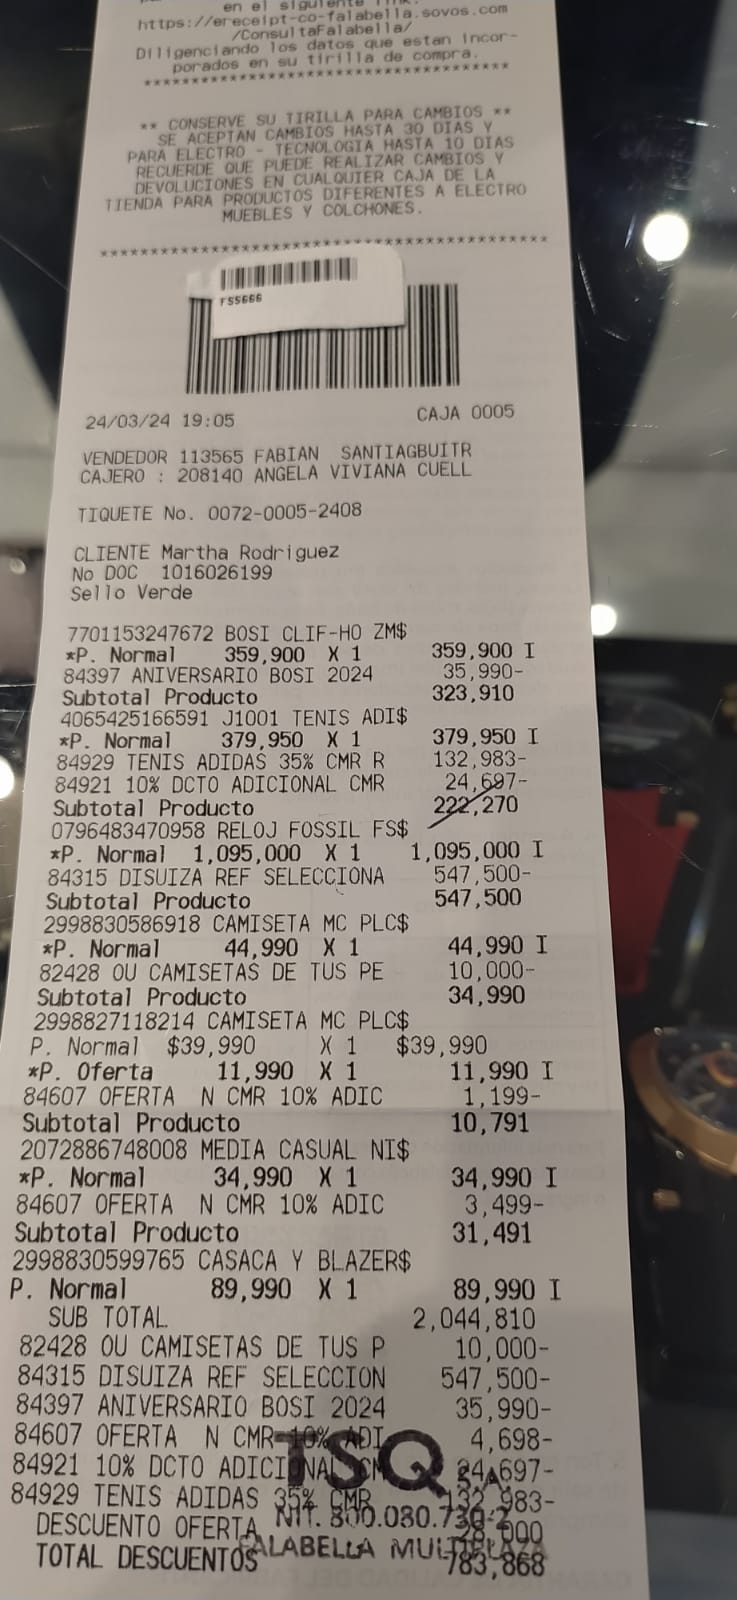 en el siguiente link:
https://ereceipt-co-falabella.sovos.com
/ConsultaFalabella/
Diligenciando los datos que estan incor-
porados en su tirilla de compra.
****************************************
** CONSERVE SU TIRILLA PARA CAMBIOS **
SE ACEPTAN CAMBIOS HASTA 30 DIAS Y
PARA ELECTRO - TECNOLOGIA HASTA 10 DIAS
RECUERDE QUE PUEDE REALIZAR CAMBIOS Y
DEVOLUCIONES EN CUALQUIER CAJA DE LA
TIENDA PARA PRODUCTOS DIFERENTES A ELECTRO
MUEBLES Y COLCHONES.
****************************************
FS5666
24/03/24 19:05 CAJA 0005
VENDEDOR 113565 FABIAN SANTIAGBUITR
CAJERO : 208140 ANGELA VIVIANA CUELL
TIQUETE No. 0072-0005-2408
CLIENTE Martha Rodriguez
No DOC 1016026199
Sello Verde
7701153247672 BOSI CLIF-HO ZM$
*P. Normal 359,900 X 1 359,900 I
84397 ANIVERSARIO BOSI 2024 35,990-
Subtotal Producto 323,910
4065425166591 J1001 TENIS ADI$
*P. Normal 379,950 X 1 379,950 I
84929 TENIS ADIDAS 35% CMR R 132,983-
84921 10% DCTO ADICIONAL CMR 24,697-
Subtotal Producto 222,270
0796483470958 RELOJ FOSSIL FS$
*P. Normal 1,095,000 X 1 1,095,000 I
84315 DISUIZA REF SELECCIONA 547,500-
Subtotal Producto 547,500
2998830586918 CAMISETA MC PLC$
*P. Normal 44,990 X 1 44,990 I
82428 OU CAMISETAS DE TUS PE 10,000-
Subtotal Producto 34,990
2998827118214 CAMISETA MC PLC$
P. Normal $39,990 X 1 $39,990
*P. Oferta 11,990 X 1 11,990 I
84607 OFERTA N CMR 10% ADIC 1,199-
Subtotal Producto 10,791
2072886748008 MEDIA CASUAL NI$
*P. Normal 34,990 X 1 34,990 I
84607 OFERTA N CMR 10% ADIC 3,499-
Subtotal Producto 31,491
2998830599765 CASACA Y BLAZER$
P. Normal 89,990 X 1 89,990 I
SUB TOTAL 2,044,810
82428 OU CAMISETAS DE TUS P 10,000-
84315 DISUIZA REF SELECCION 547,500-
84397 ANIVERSARIO BOSI 2024 35,990-
84607 OFERTA N CMR 10% ADI 4,698-
84921 10% DCTO ADICIONAL CM 24,697-
84929 TENIS ADIDAS 35% CMR 132,983-
DESCUENTO OFERTA 28,000
TOTAL DESCUENTOS 783,868
TSQ S.A
NIT. 800.080.730-2
FALABELLA MULTIPLAZA